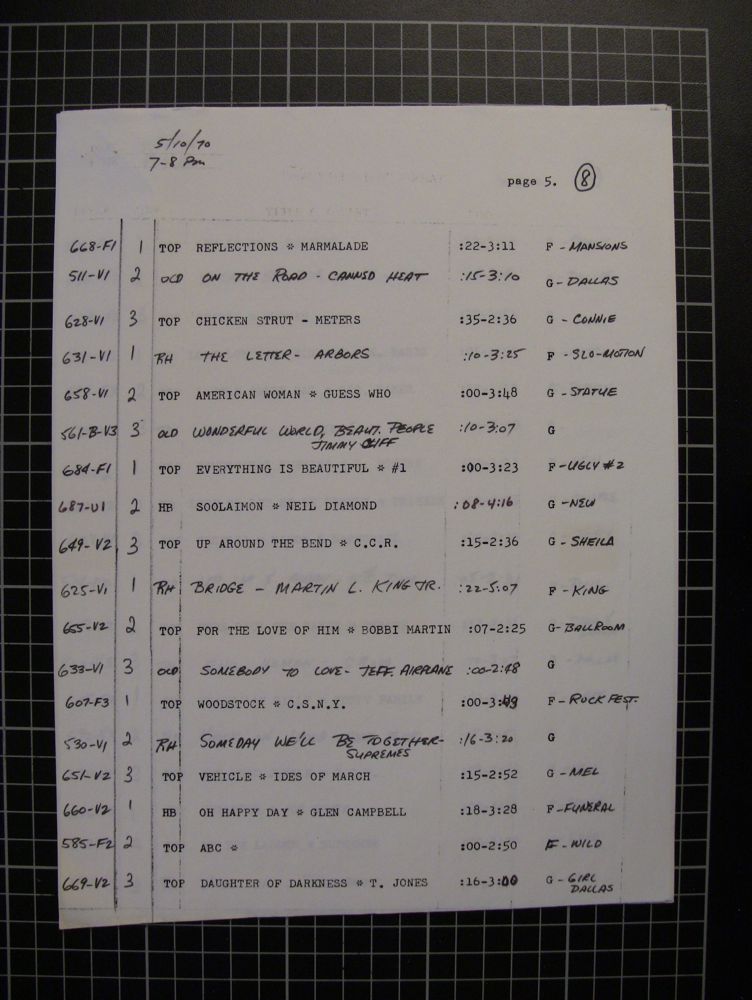 5/10/70
7-8 Pm
page 5. 8
668-F1 1 TOP REFLECTIONS * MARMALADE :22-3:11 F - MANSIONS
511-V1 2 OLD ON THE ROAD - CANNED HEAT :15-3:10 G - DALLAS
628-V1 3 TOP CHICKEN STRUT - METERS :35-2:36 G - CONNIE
631-V1 1 RH THE LETTER - ARBORS :10-3:25 F - SLO-MOTION
658-V1 2 TOP AMERICAN WOMAN * GUESS WHO :00-3:48 G - STATUE
561-B-V3 3 OLD WONDERFUL WORLD, BEAUT. PEOPLE :10-3:07 G
JIMMY CLIFF
684-F1 1 TOP EVERYTHING IS BEAUTIFUL * #1 :00-3:23 F - UGLY #2
687-V1 2 HB SOOLAIMON * NEIL DIAMOND :08-4:16 G - NEW
649-V2 3 TOP UP AROUND THE BEND * C.C.R. :15-2:36 G - SHEILA
625-V1 1 RH BRIDGE - MARTIN L. KING JR. :22-5:07 F - KING
655-V2 2 TOP FOR THE LOVE OF HIM * BOBBI MARTIN :07-2:25 G - BALLROOM
633-V1 3 OLD SOMEBODY TO LOVE - JEFF. AIRPLANE :00-2:48 G
607-F3 1 TOP WOODSTOCK * C.S.N.Y. :00-3:49 F - ROCK FEST.
530-V1 2 RH SOMEDAY WE'LL BE TOGETHER - :16-3:20 G
SUPREMES
651-V2 3 TOP VEHICLE * IDES OF MARCH :15-2:52 G - MEL
660-V2 1 HB OH HAPPY DAY * GLEN CAMPBELL :18-3:28 F - FUNERAL
585-F2 2 TOP ABC * :00-2:50 F - WILD
669-V2 3 TOP DAUGHTER OF DARKNESS * T. JONES :16-3:00 G - GIRL
DALLAS